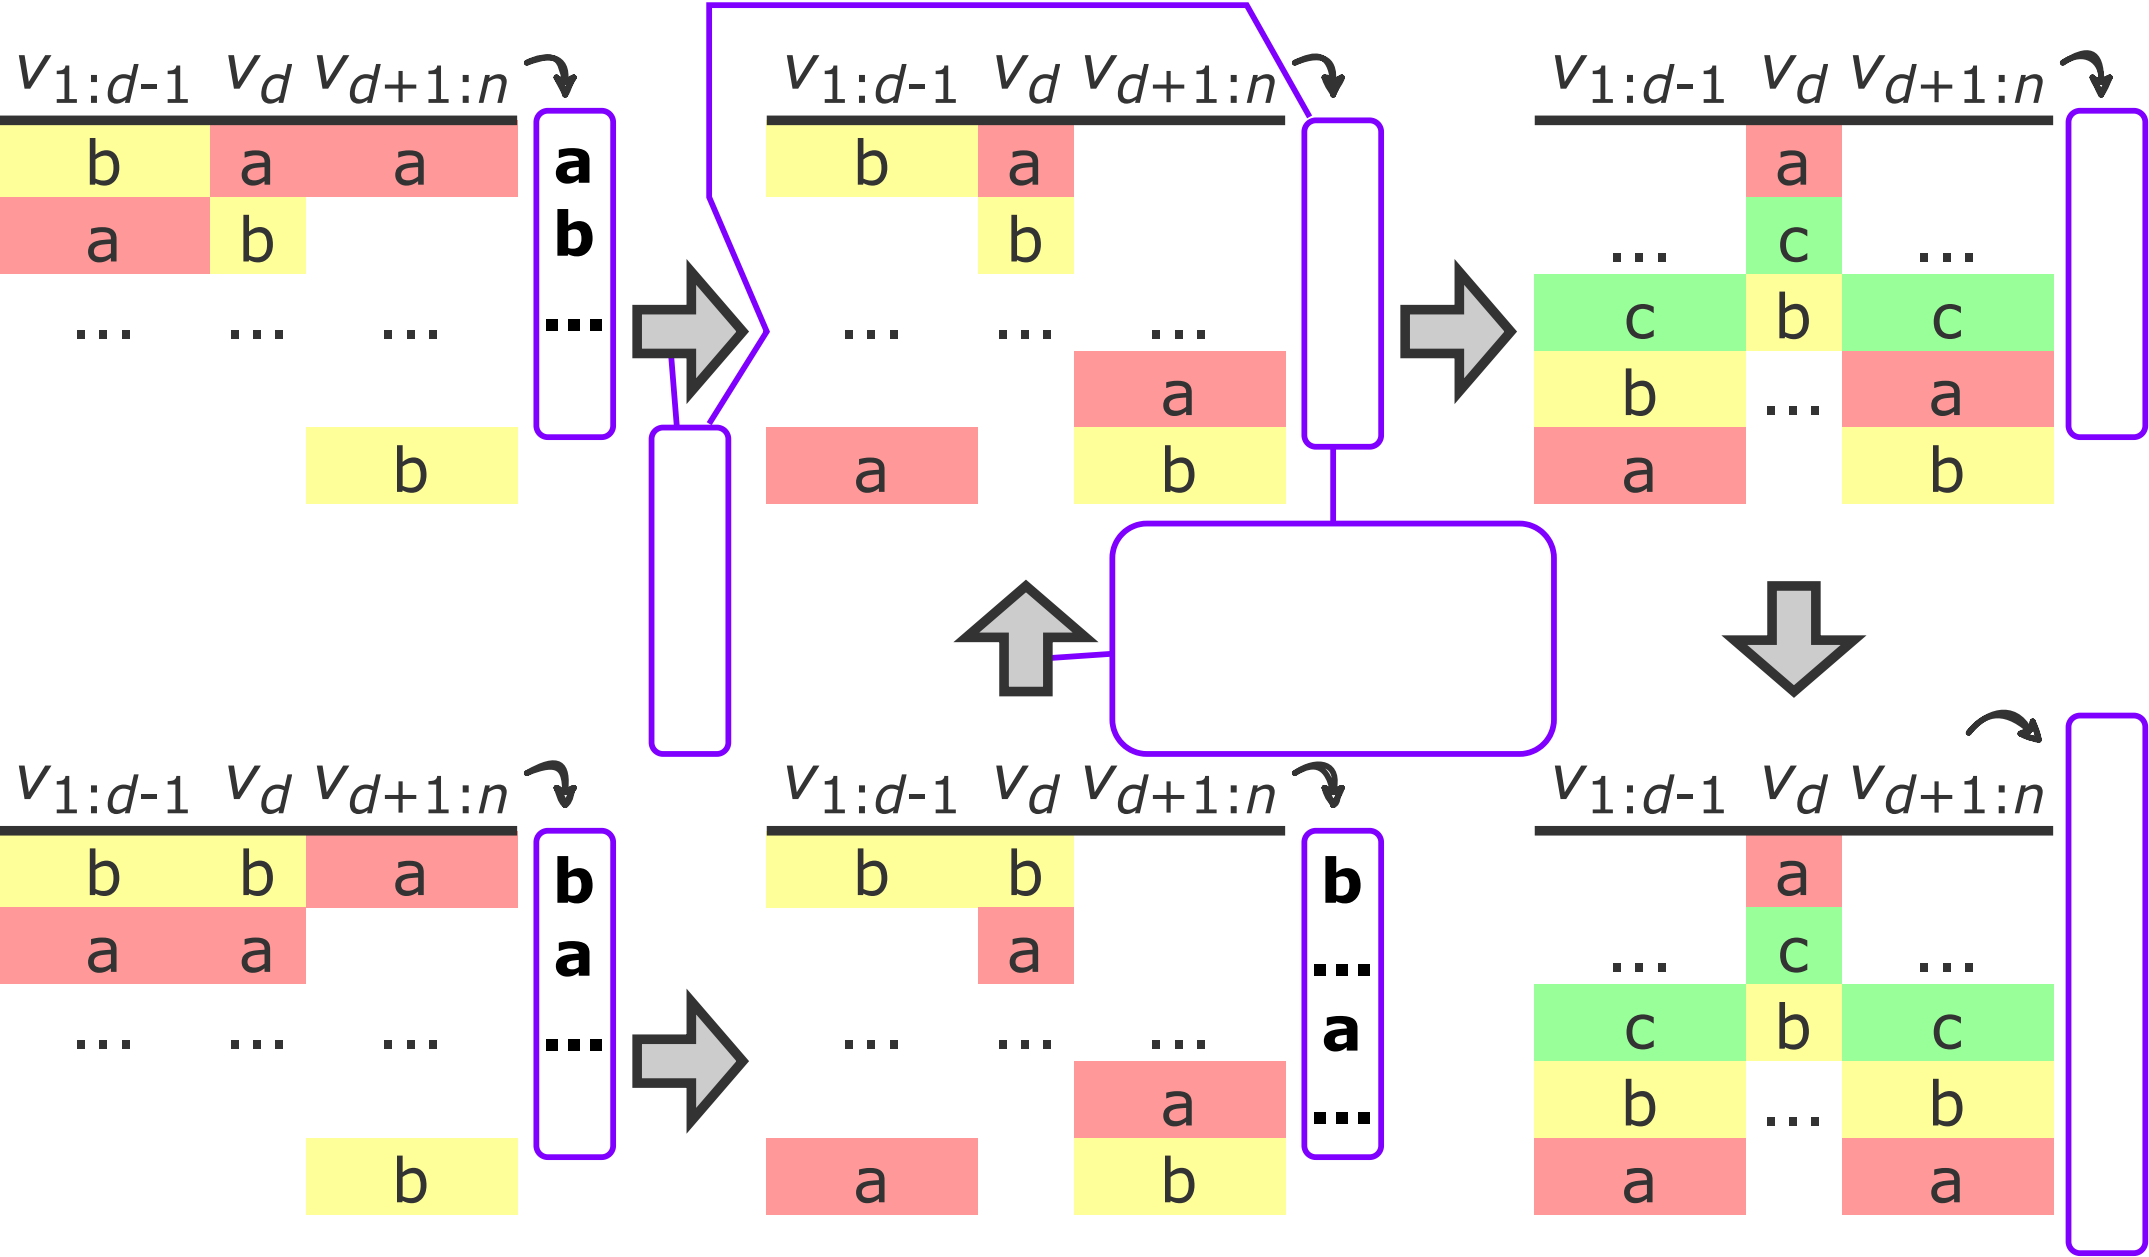 v1:d-1 vd vd+1:n v1:d-1 vd vd+1:n v1:d-1 vd vd+1:n
b a a a b a a
a b b b ... c ...
... ... ... ... ... ... ... c b c
a b ... a
b a b a b
v1:d-1 vd vd+1:n v1:d-1 vd vd+1:n v1:d-1 vd vd+1:n
b b a b b b b a
a a a a ... ... c ...
... ... ... ... ... ... ... a c b c
a ... b ... b
b a b a a